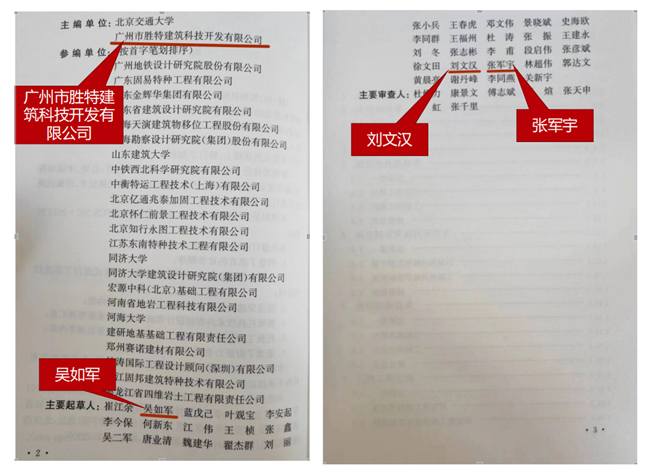 主编单位：北京交通大学
广州市胜特建筑科技开发有限公司
参编单位：（按首字笔划排序）
广州地铁设计研究院股份有限公司
广东固易特种工程有限公司
东金辉华集团有限公司
东省建筑设计研究院有限公司
海天演建筑物移位工程股份有限公司
海勘察设计研究院(集团)股份有限公司
山东建筑大学
中铁西北科学研究院有限公司
中衡特运工程技术(上海)有限公司
北京亿通兆泰加固工程技术有限公司
北京怀仁前景工程技术有限公司
北京知行永图工程技术有限公司
江苏东南特种技术工程有限公司
同济大学
同济大学建筑设计研究院(集团)有限公司
宏源中科(北京)基础工程有限公司
河南省地岩工程科技有限公司
河海大学
建研地基基础工程有限责任公司
郑州赛诺建材有限公司
涛国际工程设计顾问(深圳)有限公司
江固邦建筑特种技术有限公司
龙江省四维岩土工程有限责任公司
主要起草人：崔江余 吴如军 蓝戊己 叶观宝 李安起
李今保 何新东 江伟 王桢 张鑫
吴二军 唐业清 魏建华 翟杰群 刘丽
· 2 ·
广州市胜特建
筑科技开发有
限公司
吴如军
张小兵 王春虎 邓文伟 景晓斌 史海欧
李同群 王福州 杜涛 张振 王建永
刘冬 张志彬 李甫 段启伟 张彦斌
徐文田 刘文汉 张军宇 林超伟 郭达文
黄晨亮 谢丹峰 李同燕 关新宇
主要审查人：杜 力 康景文 傅志斌 煊 张天申
虹 张千里
· 3 ·
刘文汉
张军宇